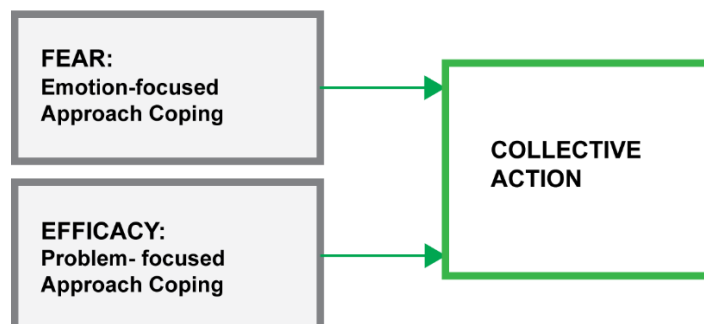 FEAR:
Emotion-focused
Approach Coping
COLLECTIVE
ACTION
EFFICACY:
Problem- focused
Approach Coping